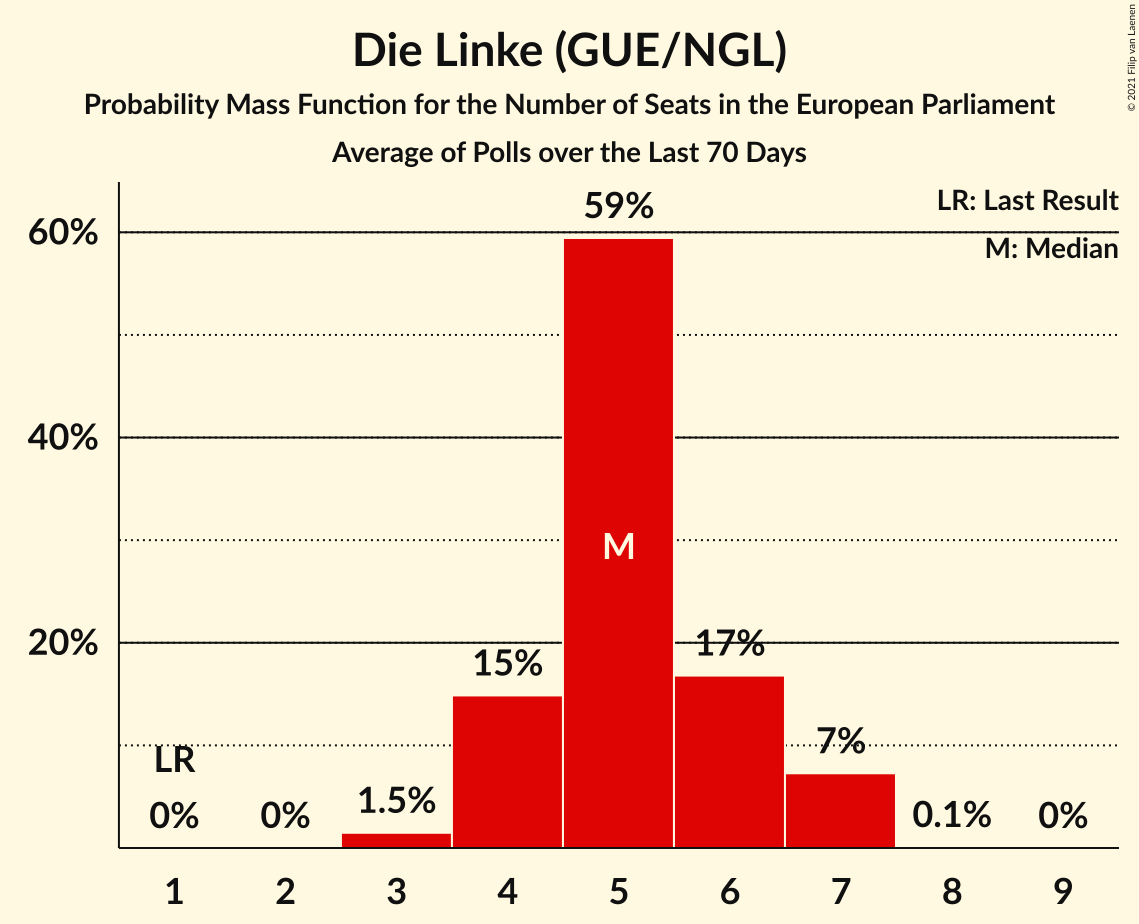 Die Linke (GUE/NGL)
Probability Mass Function for the Number of Seats in the European Parliament
Average of Polls over the Last 70 Days
© 2021 Filip van Laenen
LR: Last Result
M: Median
60%
40%
20%
59%
M
15%
17%
7%
LR
0%
0%
1.5%
0.1%
0%
1 2 3 4 5 6 7 8 9